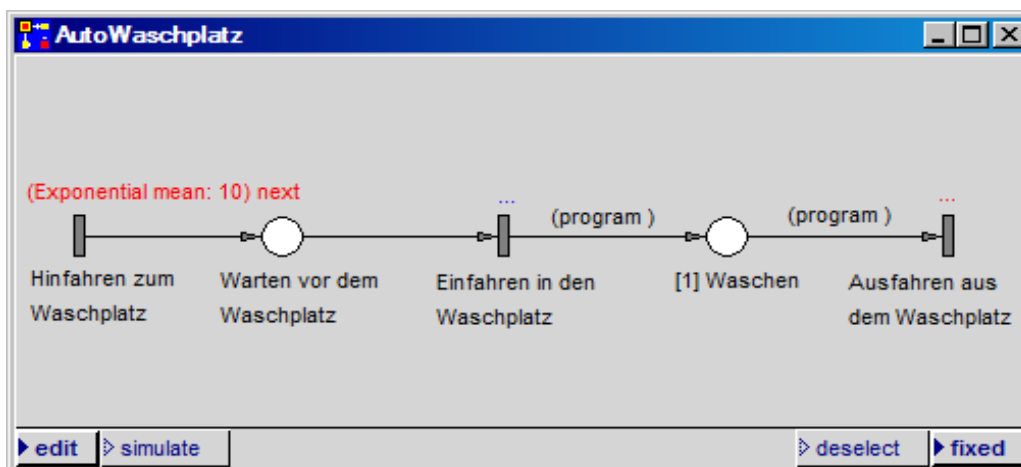 AutoWaschplatz
(Exponential mean: 10) next
...
...
(program )
(program )
Hinfahren zum
Waschplatz
Warten vor dem
Waschplatz
Einfahren in den
Waschplatz
[1] Waschen
Ausfahren aus
dem Waschplatz
edit
simulate
deselect
fixed